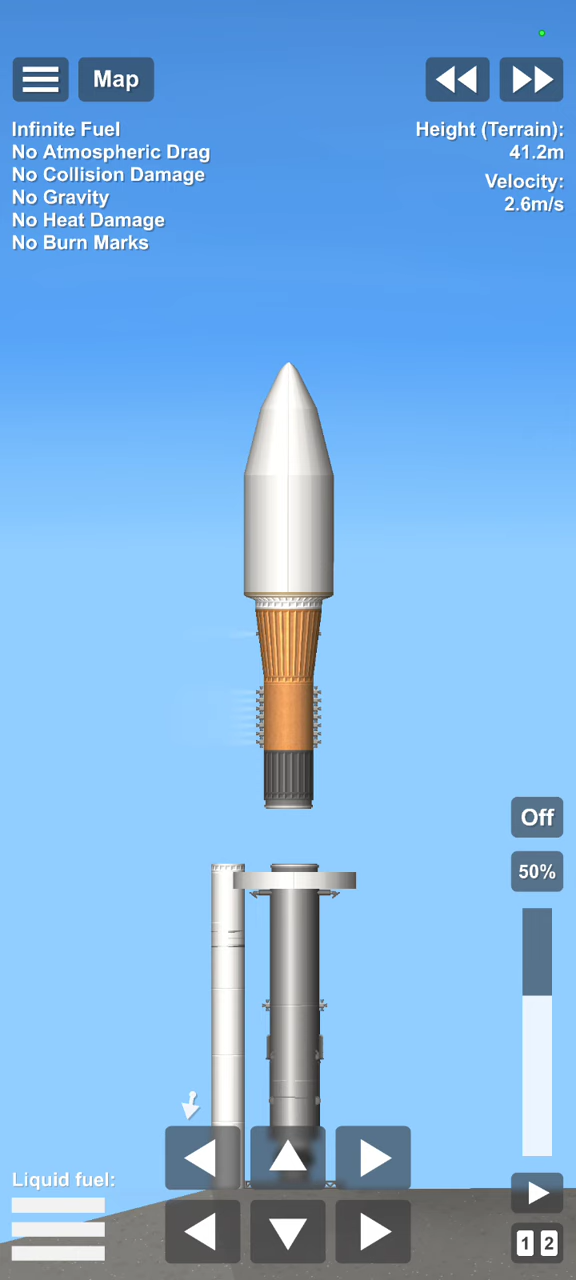 Map
Infinite Fuel
No Atmospheric Drag
No Collision Damage
No Gravity
No Heat Damage
No Burn Marks
Height (Terrain):
41.2m
Velocity:
2.6m/s
Off
50%
Liquid fuel:
1 2